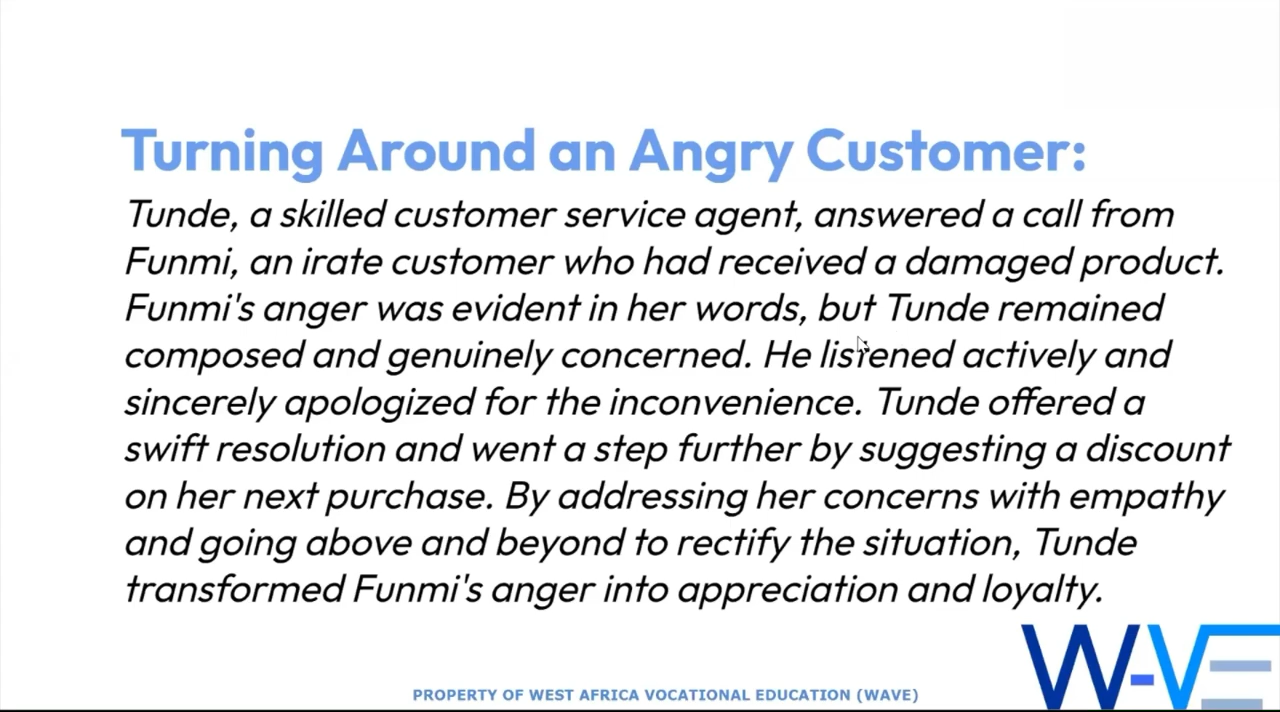 Turning Around an Angry Customer:
Tunde, a skilled customer service agent, answered a call from
Funmi, an irate customer who had received a damaged product.
Funmi's anger was evident in her words, but Tunde remained
composed and genuinely concerned. He listened actively and
sincerely apologized for the inconvenience. Tunde offered a
swift resolution and went a step further by suggesting a discount
on her next purchase. By addressing her concerns with empathy
and going above and beyond to rectify the situation, Tunde
transformed Funmi's anger into appreciation and loyalty.
W-VE
PROPERTY OF WEST AFRICA VOCATIONAL EDUCATION (WAVE)